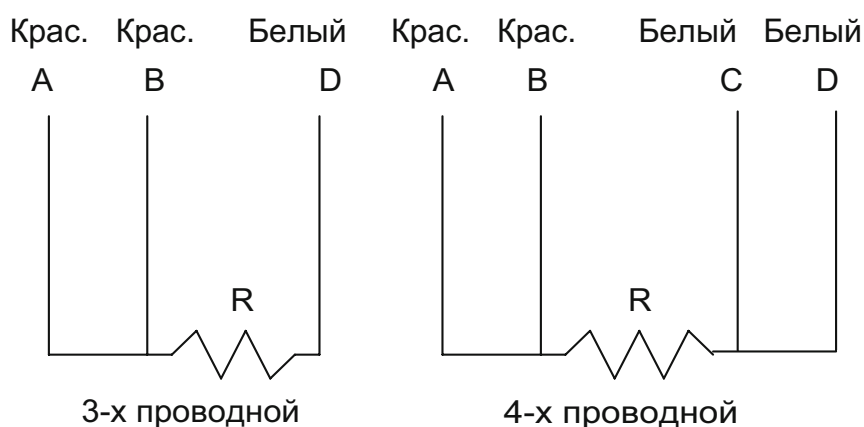 Крас. Крас. Белый Крас. Крас. Белый Белый
A B D A B C D
R R
3-х проводной 4-х проводной